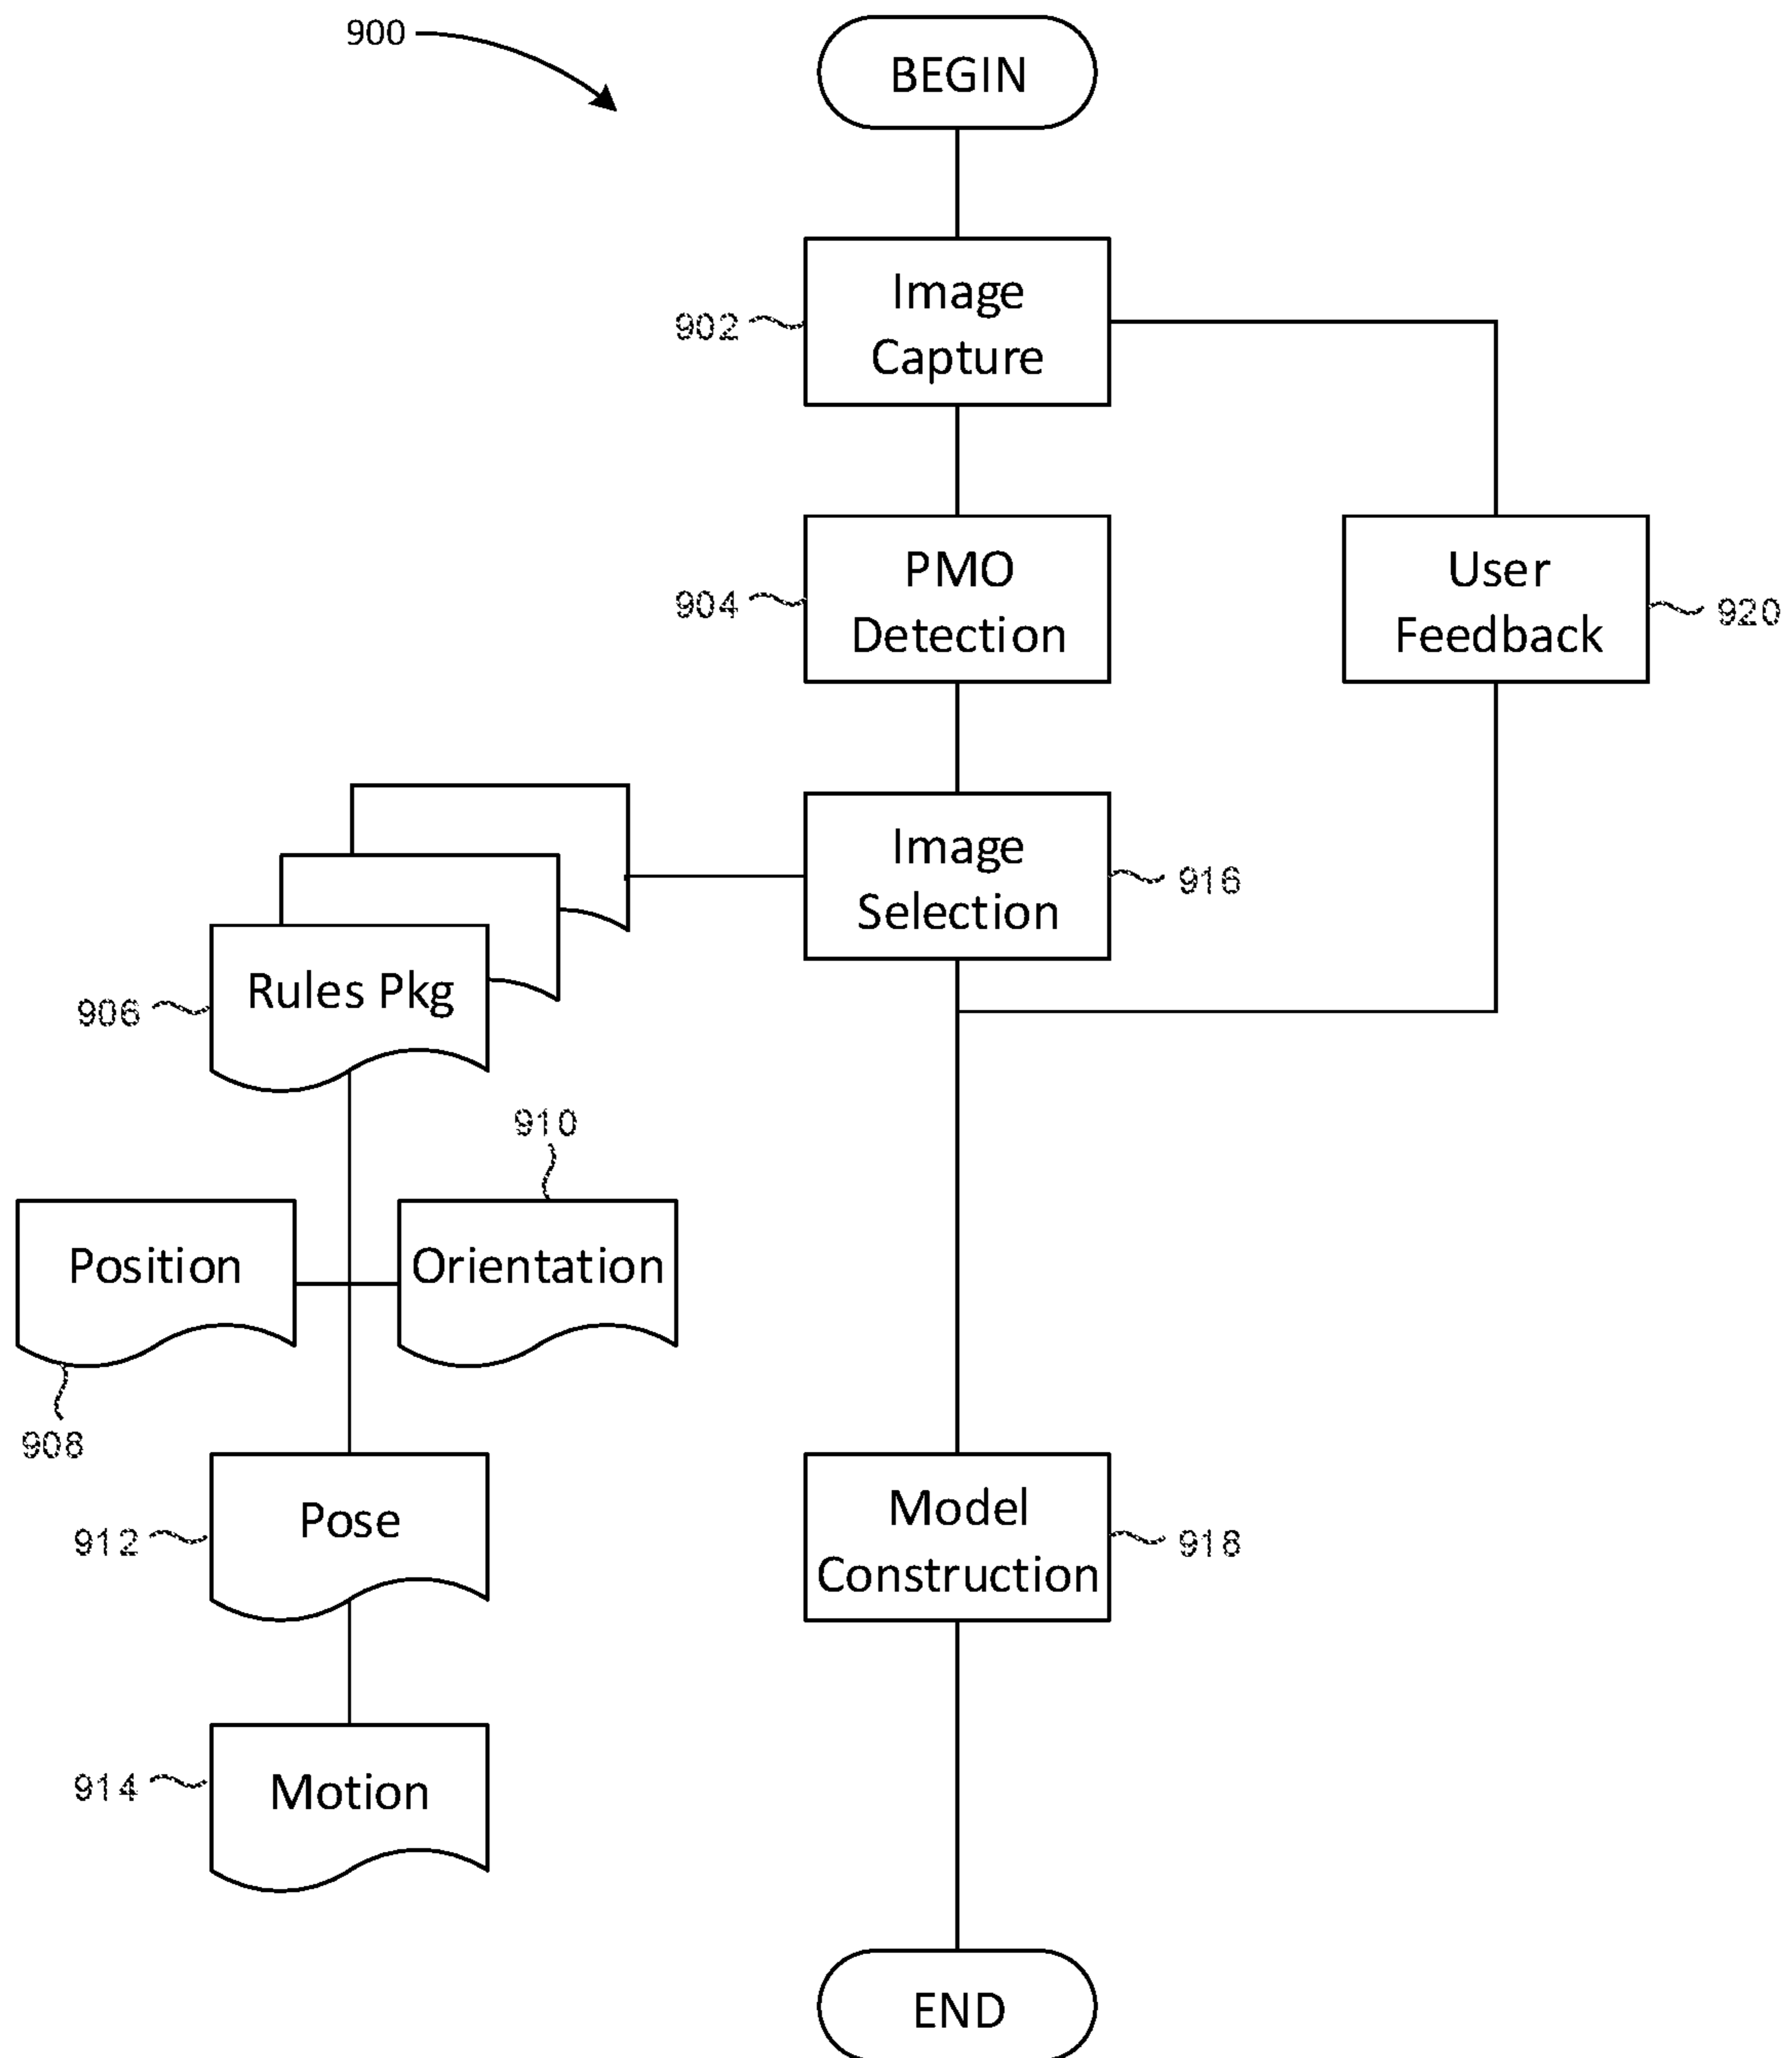 900
BEGIN
Image
Capture
902
PMO
Detection
904
User
Feedback
920
Image
Selection
916
Rules Pkg
906
910
Position
Orientation
908
Pose
912
Model
Construction
918
Motion
914
END